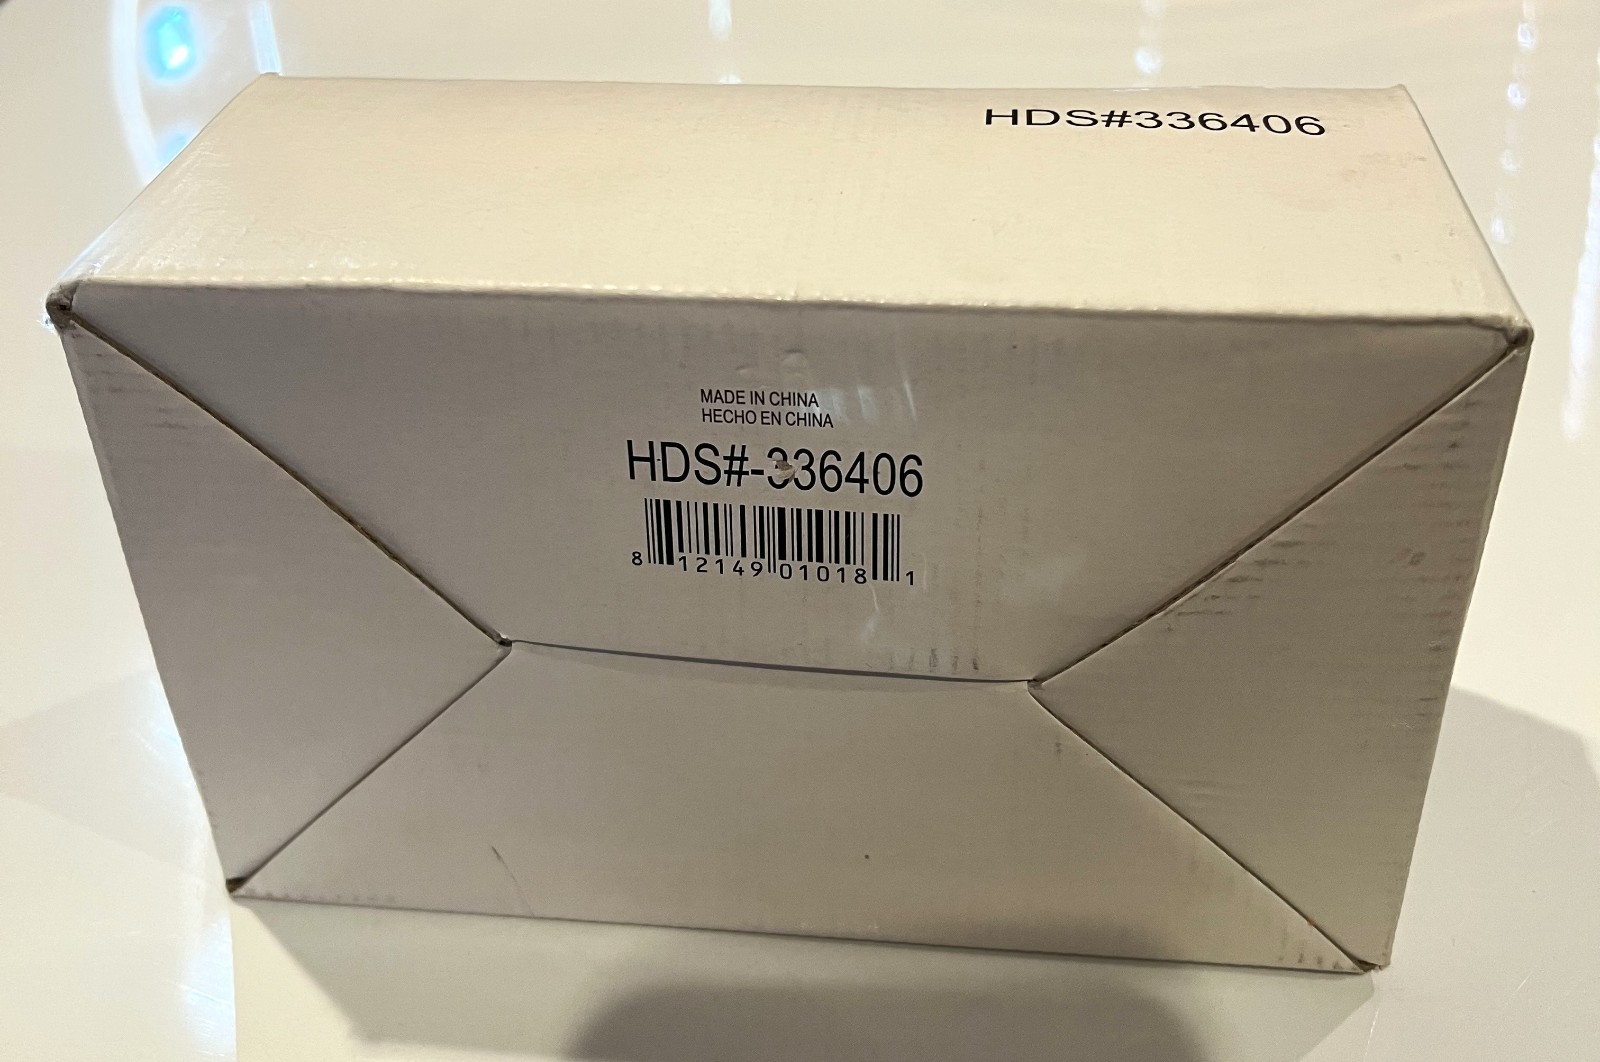 HDS#336406
MADE IN CHINA
HECHO EN CHINA
HDS#-336406
8 12149 01018 1